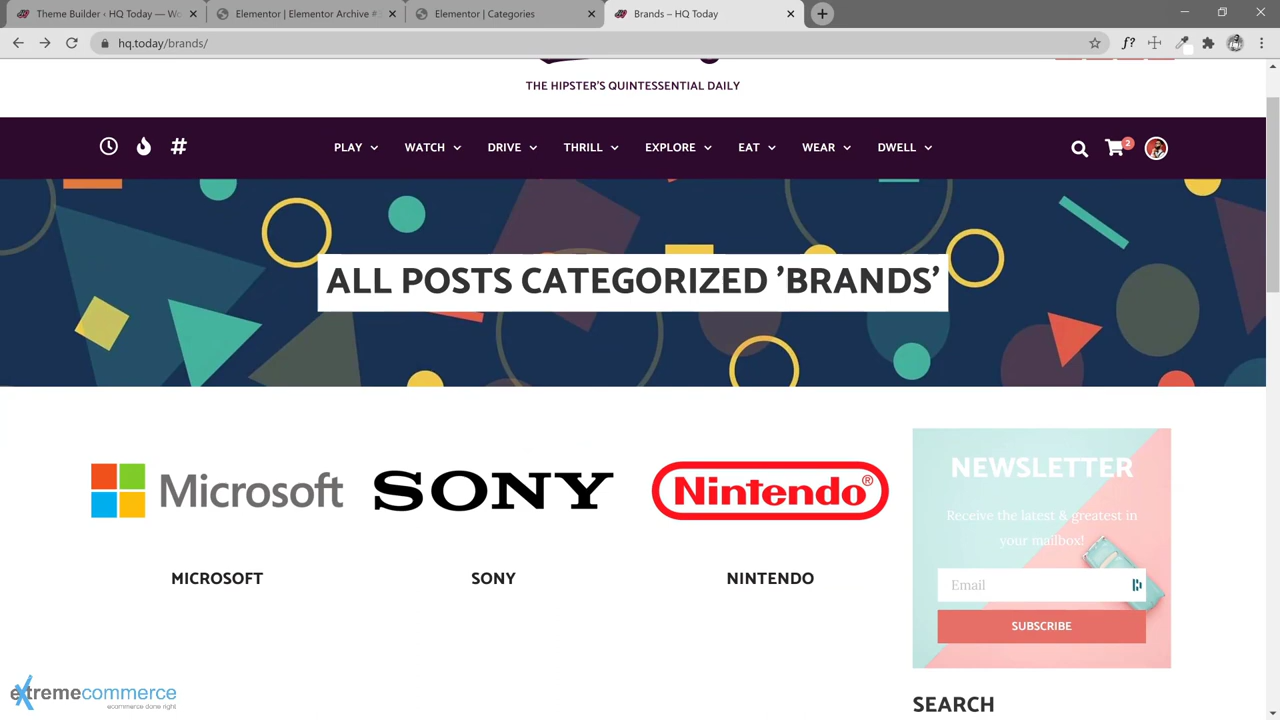 Theme Builder ‹ HQ Today — Wo
Elementor | Elementor Archive #
Elementor | Categories
Brands – HQ Today
hq.today/brands/
f?
THE HIPSTER'S QUINTESSENTIAL DAILY
#
PLAY WATCH DRIVE THRILL EXPLORE EAT WEAR DWELL
2
ALL POSTS CATEGORIZED 'BRANDS'
Microsoft
SONY
Nintendo®
MICROSOFT
SONY
NINTENDO
NEWSLETTER
Receive the latest & greatest in
your mailbox!
Email
SUBSCRIBE
SEARCH
extremecommerce
ecommerce done right